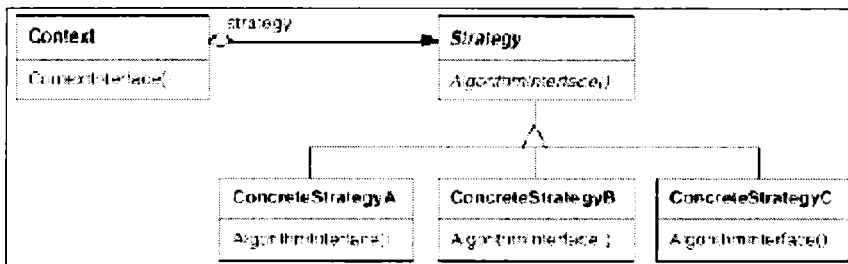 strategy
Context
Strategy
ContextInterface()
AlgorithmInterface()
ConcreteStrategyA
ConcreteStrategyB
ConcreteStrategyC
AlgorithmInterface()
AlgorithmInterface()
AlgorithmInterface()